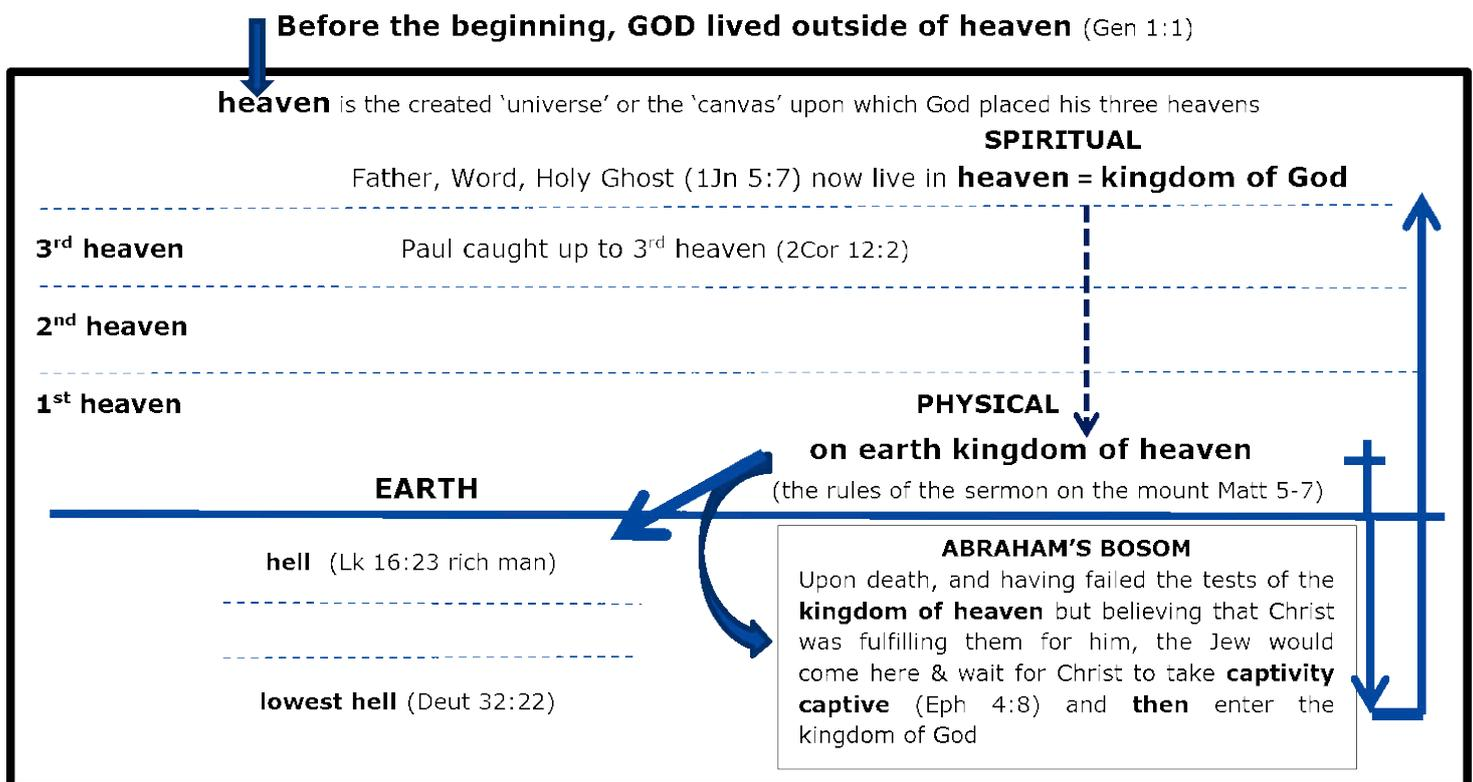 Before the beginning, GOD lived outside of heaven (Gen 1:1)
heaven is the created ‘universe’ or the ‘canvas’ upon which God placed his three heavens
SPIRITUAL
Father, Word, Holy Ghost (1Jn 5:7) now live in heaven = kingdom of God
3rd heaven
Paul caught up to 3rd heaven (2Cor 12:2)
2nd heaven
1st heaven
PHYSICAL
on earth kingdom of heaven
(the rules of the sermon on the mount Matt 5-7)
EARTH
hell (Lk 16:23 rich man)
lowest hell (Deut 32:22)
ABRAHAM’S BOSOM
Upon death, and having failed the tests of the
kingdom of heaven but believing that Christ
was fulfilling them for him, the Jew would
come here & wait for Christ to take captivity
captive (Eph 4:8) and then enter the
kingdom of God